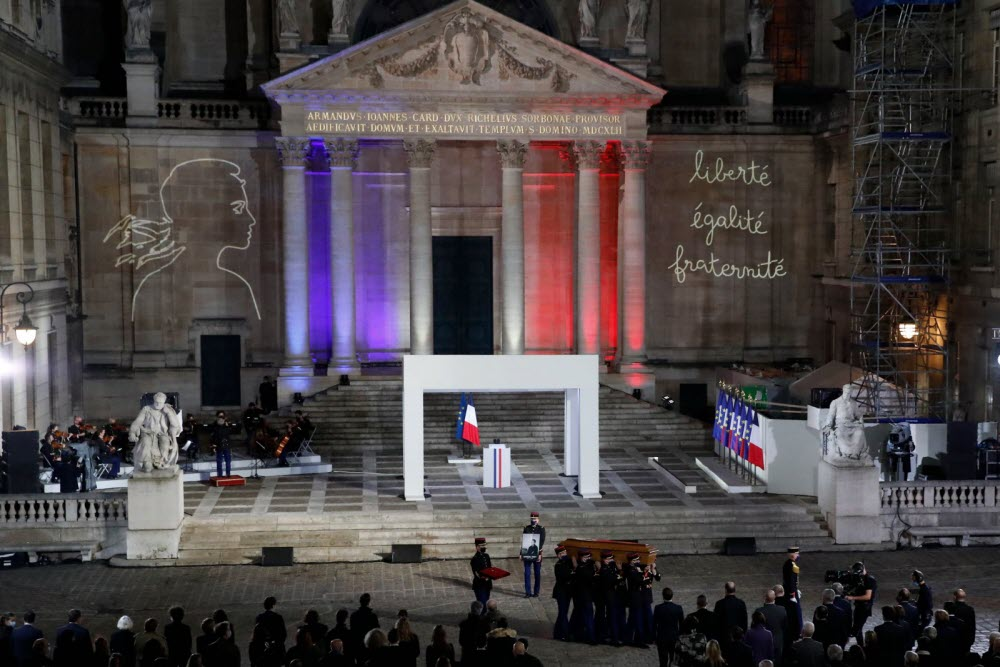 ARMANDVS·IOANNES·CARD·DVX·RICHELIVS·SORBONAE·PROVISOR
AEDIFICAVIT·DOMVM·ET·EXALTAVIT·TEMPLVM·S·DOMINO·MDCXLII
liberté
égalité
fraternité